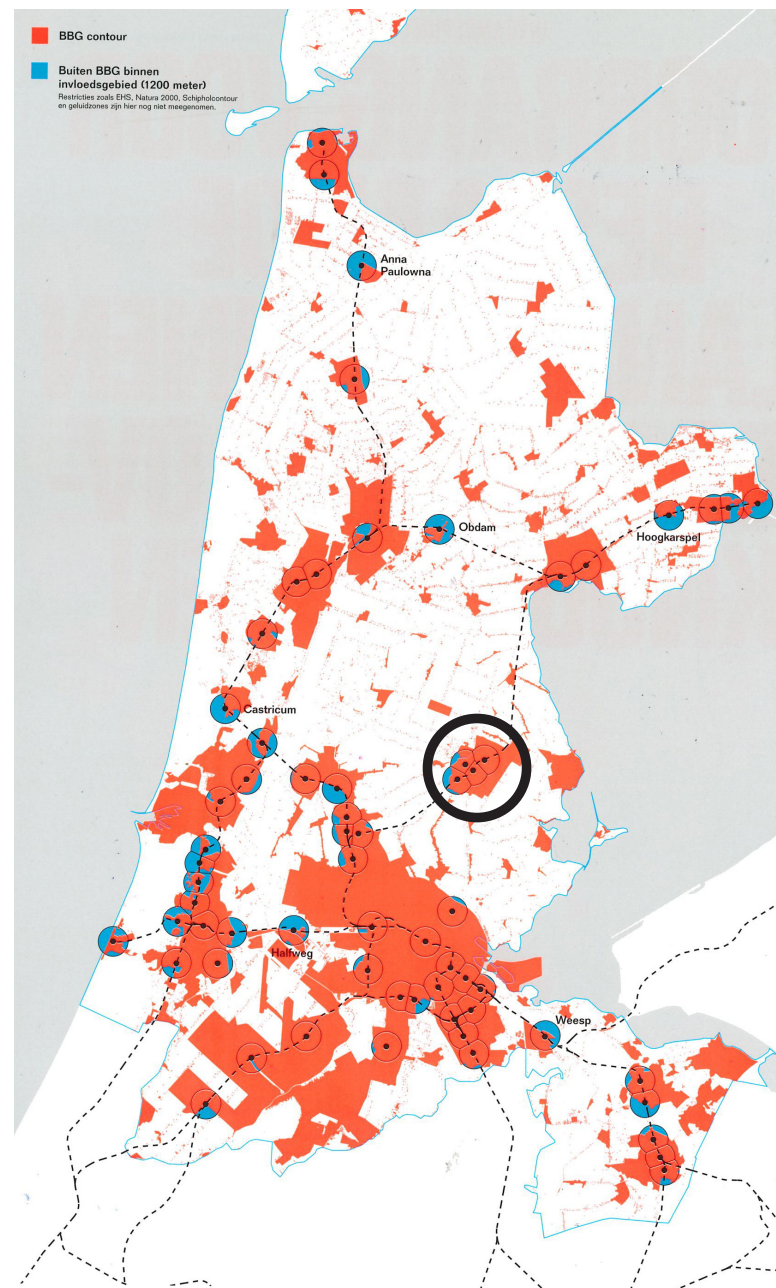 BBG contour
Buiten BBG binnen
invloedsgebied (1200 meter)
Restricties zoals EHS, Natura 2000, Schipholcontour
en geluidzones zijn hier nog niet meegenomen.
Anna
Paulowna
Obdam
Hoogkarspel
Castricum
Halfweg
Weesp